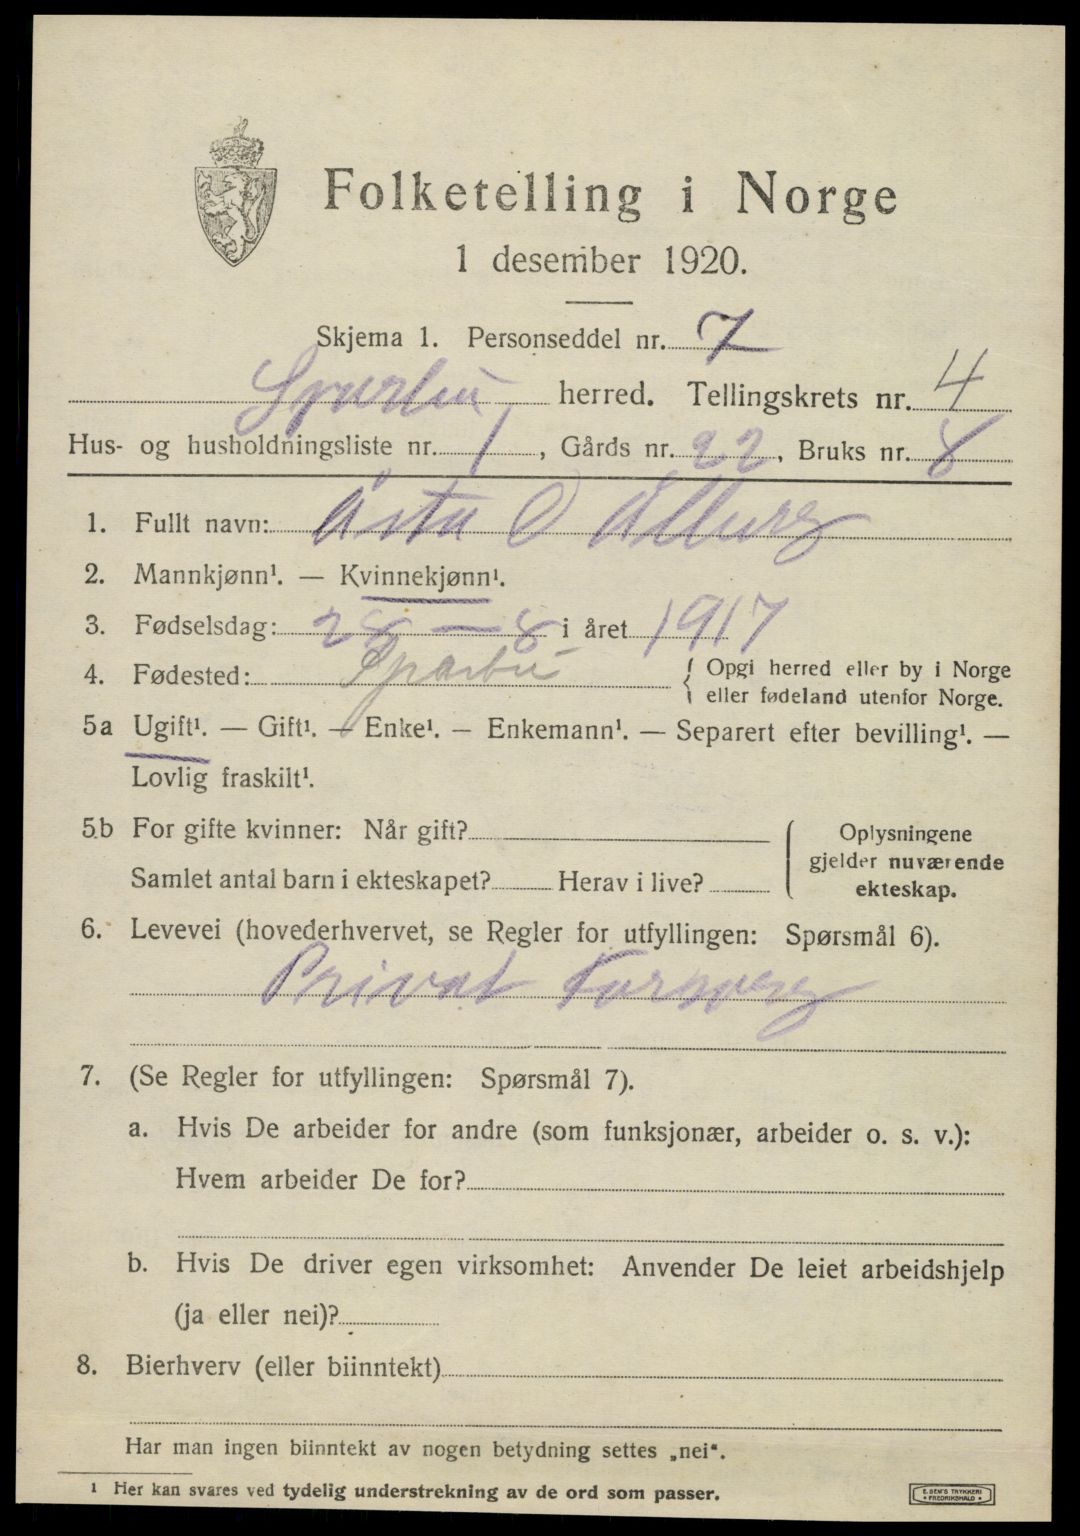 Folketelling i Norge
1 desember 1920.
Skjema 1. Personseddel nr. 7
Sparbu herred. Tellingskrets nr. 4
Hus- og husholdningsliste nr. 1, Gårds nr. 22, Bruks nr. 8
1. Fullt navn: Åsta O Ølburg
2. Mannkjønn¹. — Kvinnekjønn¹.
3. Fødselsdag: 28 — 8 i året 1917
4. Fødested: Sparbu { Opgi herred eller by i Norge
eller fødeland utenfor Norge.
5a Ugift¹. — Gift¹. — Enke¹. — Enkemann¹. — Separert efter bevilling¹. —
Lovlig fraskilt¹.
5b For gifte kvinner: Når gift?
Samlet antal barn i ekteskapet? Herav i live?
Oplysningene
gjelder nuværende
ekteskap.
6. Levevei (hovederhvervet, se Regler for utfyllingen: Spørsmål 6).
Privat Forsperg
7. (Se Regler for utfyllingen: Spørsmål 7).
a. Hvis De arbeider for andre (som funksjonær, arbeider o. s. v.):
Hvem arbeider De for?
b. Hvis De driver egen virksomhet: Anvender De leiet arbeidshjelp
(ja eller nei)?
8. Bierhverv (eller biinntekt)
Har man ingen biinntekt av nogen betydning settes „nei".
¹ Her kan svares ved tydelig understrekning av de ord som passer.
E. SEM'S TRYKKERI
• FREDRIKSHALD •